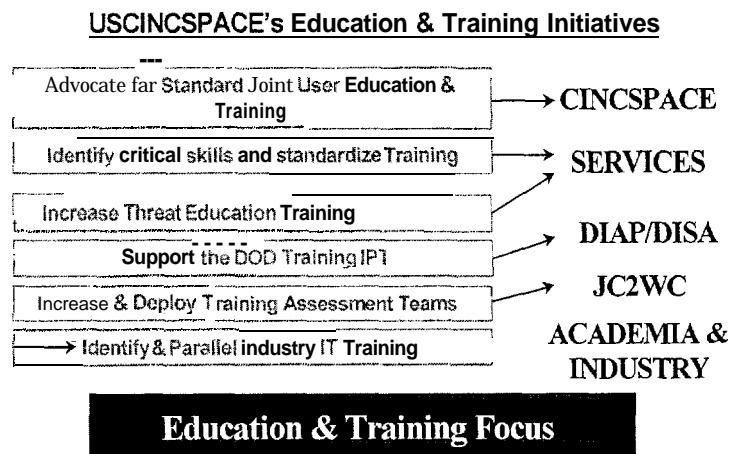 USCINCSPACE's Education & Training Initiatives
Advocate far Standard Joint User Education &
Training
CINCSPACE
Identify critical skills and standardize Training
SERVICES
Increase Threat Education Training
DIAP/DISA
Support the DOD Training IPT
JC2WC
Increase & Deploy Training Assessment Teams
Identify & Parallel industry IT Training
ACADEMIA &
INDUSTRY
Education & Training Focus